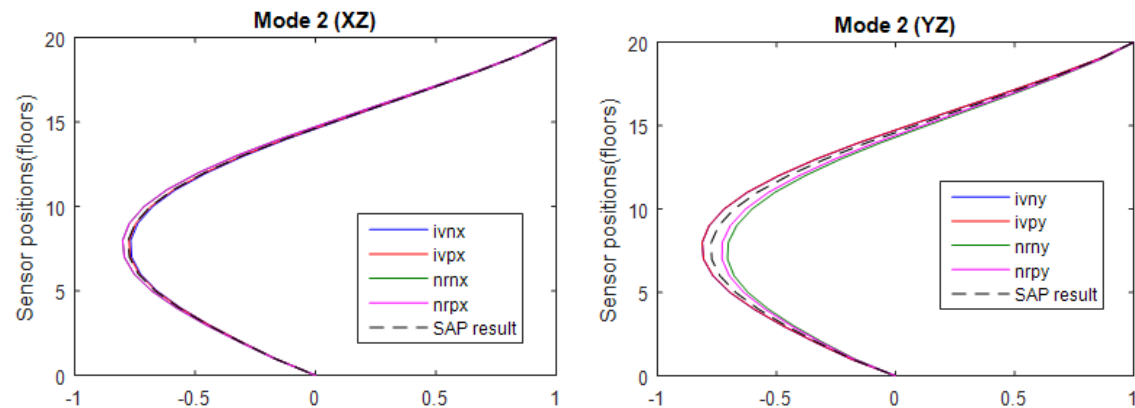 Mode 2 (XZ)
Sensor positions(floors)
20
15
10
5
0
-1
-0.5
0
0.5
1
ivnx
ivpx
nrnx
nrpx
SAP result
Mode 2 (YZ)
Sensor positions(floors)
20
15
10
5
0
-1
-0.5
0
0.5
1
ivny
ivpy
nrny
nrpy
SAP result